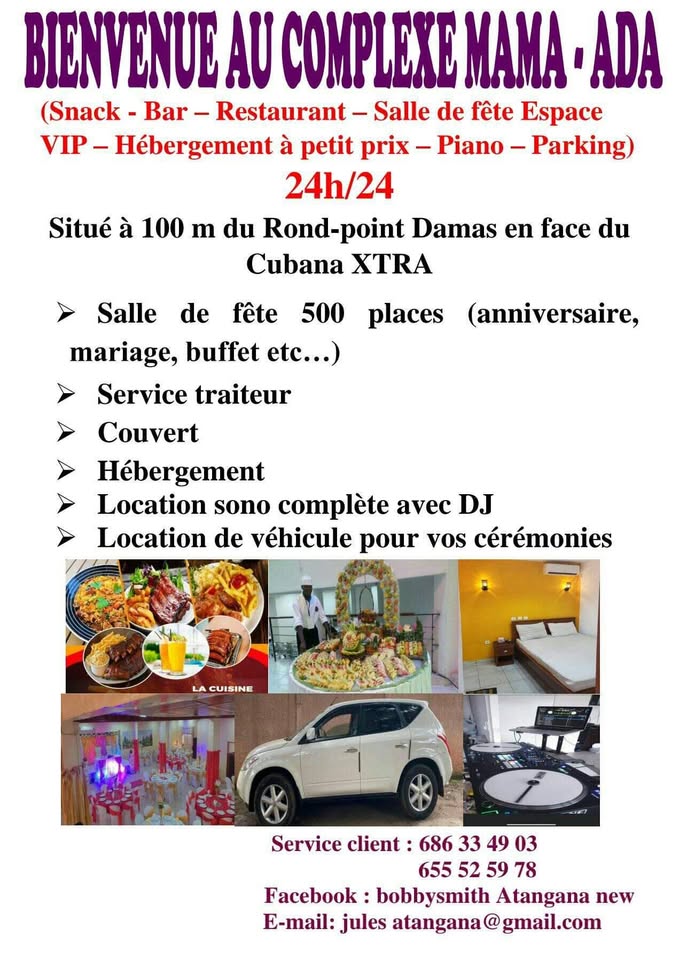 BIENVENUE AU COMPLEXE MAMA - ADA
(Snack - Bar – Restaurant – Salle de fête Espace
VIP – Hébergement à petit prix – Piano – Parking)
24h/24
Situé à 100 m du Rond-point Damas en face du
Cubana XTRA
➢ Salle de fête 500 places (anniversaire,
mariage, buffet etc…)
➢ Service traiteur
➢ Couvert
➢ Hébergement
➢ Location sono complète avec DJ
➢ Location de véhicule pour vos cérémonies
LA CUISINE
Service client : 686 33 49 03
655 52 59 78
Facebook : bobbysmith Atangana new
E-mail: jules atangana@gmail.com